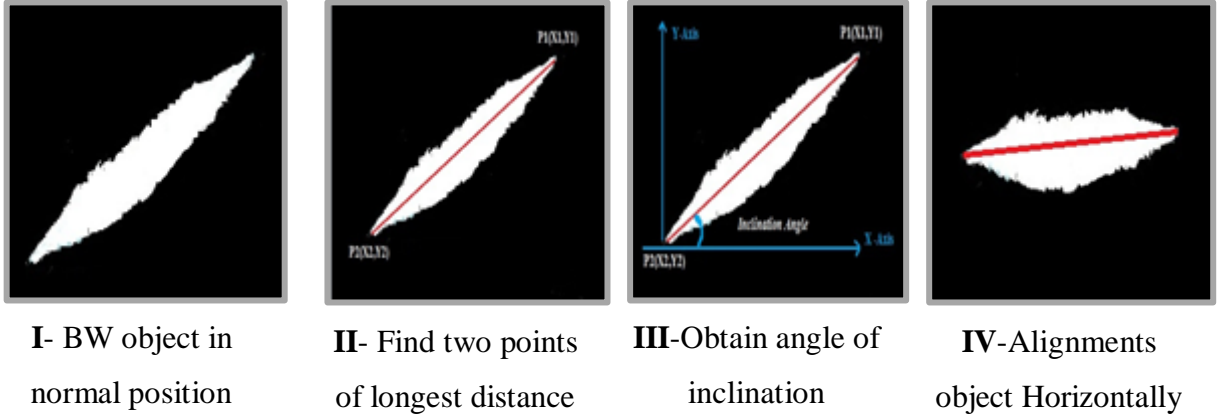 P1(X1,Y1)
P2(X2,Y2)
Y-Axis
P1(X1,Y1)
Inclination Angle
X-Axis
P2(X2,Y2)
I- BW object in
normal position
II- Find two points
of longest distance
III-Obtain angle of
inclination
IV-Alignments
object Horizontally